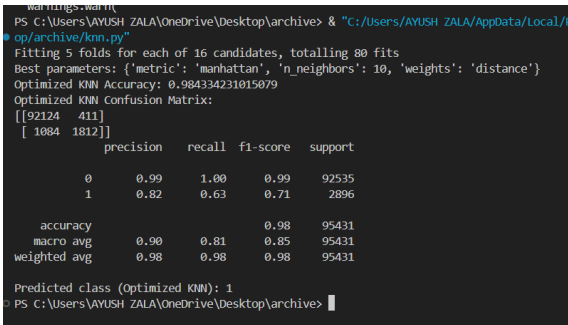 warnings.warn(
PS C:\Users\AYUSH ZALA\OneDrive\Desktop\archive> & "C:/Users/AYUSH ZALA/AppData/Local/
op/archive/knn.py"
Fitting 5 folds for each of 16 candidates, totalling 80 fits
Best parameters: {'metric': 'manhattan', 'n_neighbors': 10, 'weights': 'distance'}
Optimized KNN Accuracy: 0.984334231015079
Optimized KNN Confusion Matrix:
[[92124 411]
[ 1084 1812]]
precision recall f1-score support
0 0.99 1.00 0.99 92535
1 0.82 0.63 0.71 2896
accuracy 0.98 95431
macro avg 0.90 0.81 0.85 95431
weighted avg 0.98 0.98 0.98 95431
Predicted class (Optimized KNN): 1
PS C:\Users\AYUSH ZALA\OneDrive\Desktop\archive>